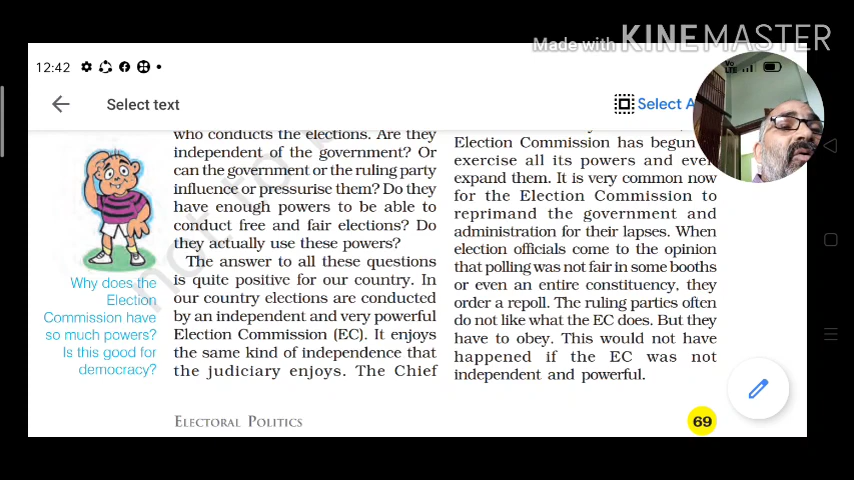 Made with KINEMASTER
12:42
Select text
Select A
Vo
LTE
who conducts the elections. Are they
independent of the government? Or
can the government or the ruling party
influence or pressurise them? Do they
have enough powers to be able to
conduct free and fair elections? Do
they actually use these powers?
The answer to all these questions
is quite positive for our country. In
our country elections are conducted
by an independent and very powerful
Election Commission (EC). It enjoys
the same kind of independence that
the judiciary enjoys. The Chief
Why does the
Election
Commission have
so much powers?
Is this good for
democracy?
Election Commission has begun
exercise all its powers and even
expand them. It is very common now
for the Election Commission to
reprimand the government and
administration for their lapses. When
election officials come to the opinion
that polling was not fair in some booths
or even an entire constituency, they
order a repoll. The ruling parties often
do not like what the EC does. But they
have to obey. This would not have
happened if the EC was not
independent and powerful.
ELECTORAL POLITICS
69
not to